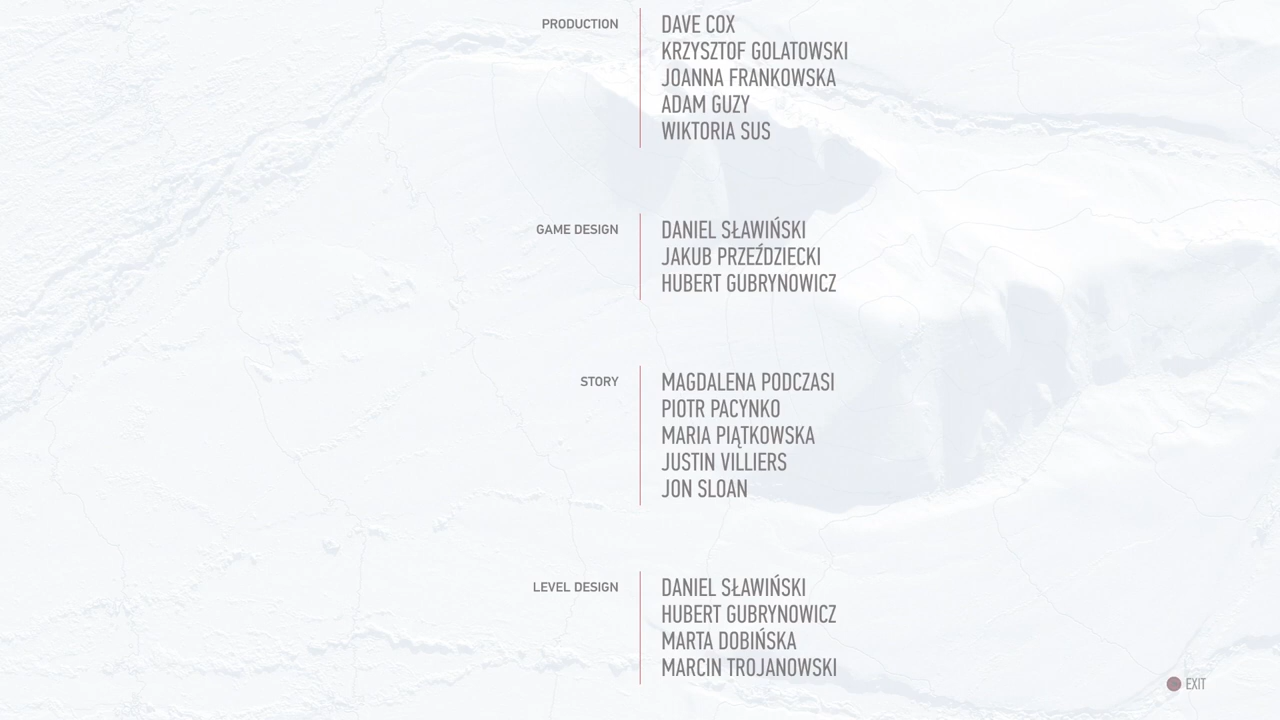 PRODUCTION
DAVE COX
KRZYSZTOF GOLATOWSKI
JOANNA FRANKOWSKA
ADAM GUZY
WIKTORIA SUS
GAME DESIGN
DANIEL SŁAWIŃSKI
JAKUB PRZEŹDZIECKI
HUBERT GUBRYNOWICZ
STORY
MAGDALENA PODCZASI
PIOTR PACYNKO
MARIA PIĄTKOWSKA
JUSTIN VILLIERS
JON SLOAN
LEVEL DESIGN
DANIEL SŁAWIŃSKI
HUBERT GUBRYNOWICZ
MARTA DOBIŃSKA
MARCIN TROJANOWSKI
EXIT